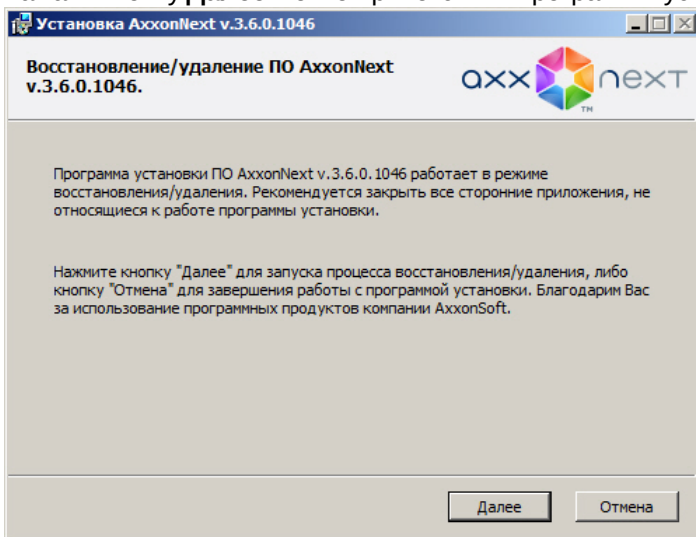 Установка AxxonNext v.3.6.0.1046
Восстановление/удаление ПО AxxonNext
v.3.6.0.1046.
axx next
TM
Программа установки ПО AxxonNext v.3.6.0.1046 работает в режиме
восстановления/удаления. Рекомендуется закрыть все сторонние приложения, не
относящиеся к работе программы установки.
Нажмите кнопку "Далее" для запуска процесса восстановления/удаления, либо
кнопку "Отмена" для завершения работы с программой установки. Благодарим Вас
за использование программных продуктов компании AxxonSoft.
Далее Отмена